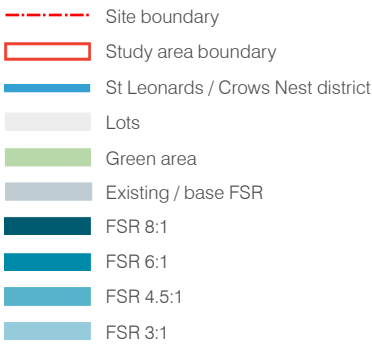 Site boundary
Study area boundary
St Leonards / Crows Nest district
Lots
Green area
Existing / base FSR
FSR 8:1
FSR 6:1
FSR 4.5:1
FSR 3:1